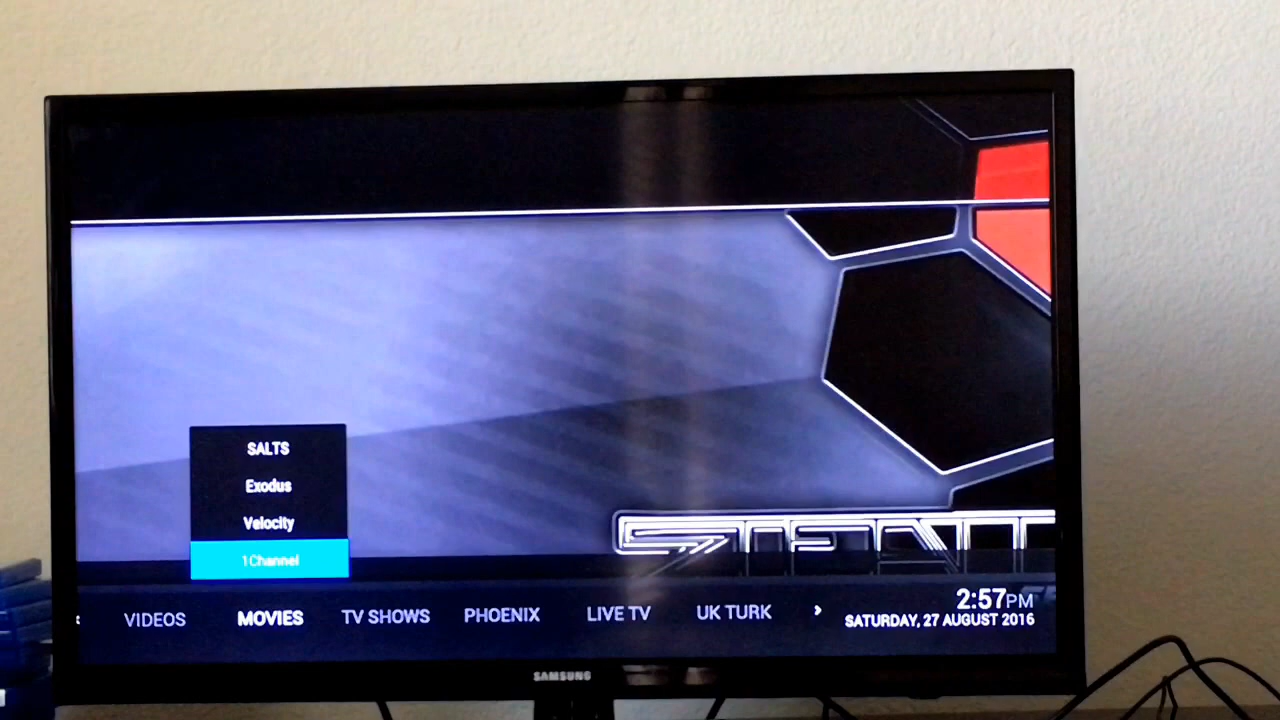 SALTS
Exodus
Velocity
1Channel
VIDEOS MOVIES TV SHOWS PHOENIX LIVE TV UK TURK
2:57PM
SATURDAY, 27 AUGUST 2016
SAMSUNG